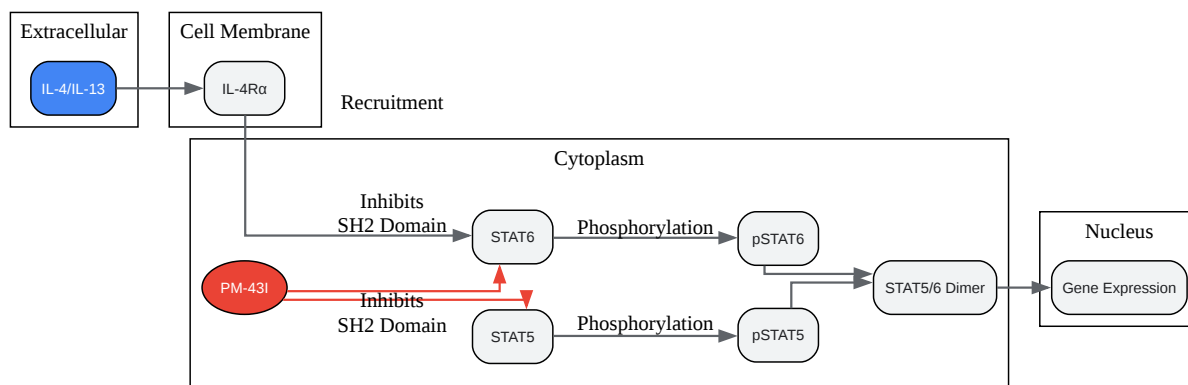 Extracellular
IL-4/IL-13
Cell Membrane
IL-4Rα
Recruitment
Cytoplasm
Inhibits
SH2 Domain
STAT6
Phosphorylation
pSTAT6
PM-43I
Inhibits
SH2 Domain
STAT5
Phosphorylation
pSTAT5
STAT5/6 Dimer
Nucleus
Gene Expression